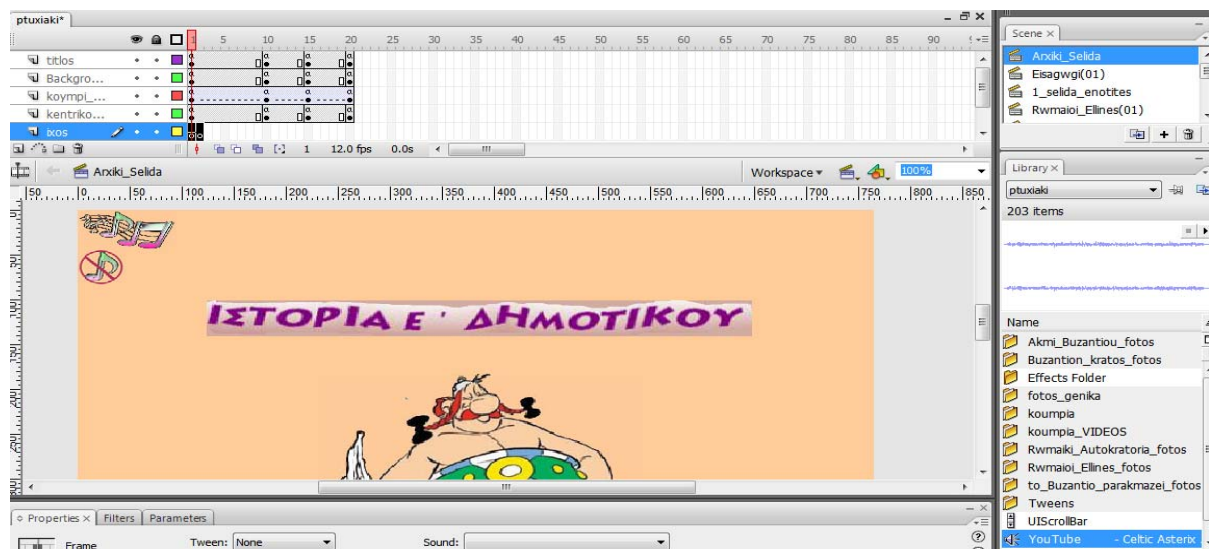 ptuxiaki*
1 5 10 15 20 25 30 35 40 45 50 55 60 65 70 75 80 85 90
titlos
Backgro...
koympi_...
kentriko...
ixos
1 12.0 fps 0.0s
Arxiki_Selida
Workspace
100%
50 0 50 100 150 200 250 300 350 400 450 500 550 600 650 700 750 800 850
ΙΣΤΟΡΙΑ Ε ' ΔΗΜΟΤΙΚΟΥ
Properties × Filters Parameters
Frame
Tween: None
Sound:
Scene ×
Arxiki_Selida
Eisagwgi(01)
1_selida_enotites
Rwmaioi_Ellines(01)
Library ×
ptuxiaki
203 items
Name
Akmi_Buzantiou_fotos
Buzantion_kratos_fotos
Effects Folder
fotos_genika
koumpia
koumpia_VIDEOS
Rwmaiki_Autokratoria_fotos
Rwmaioi_Ellines_fotos
to_Buzantio_parakmazei_fotos
Tweens
UIScrollBar
YouTube - Celtic Asterix